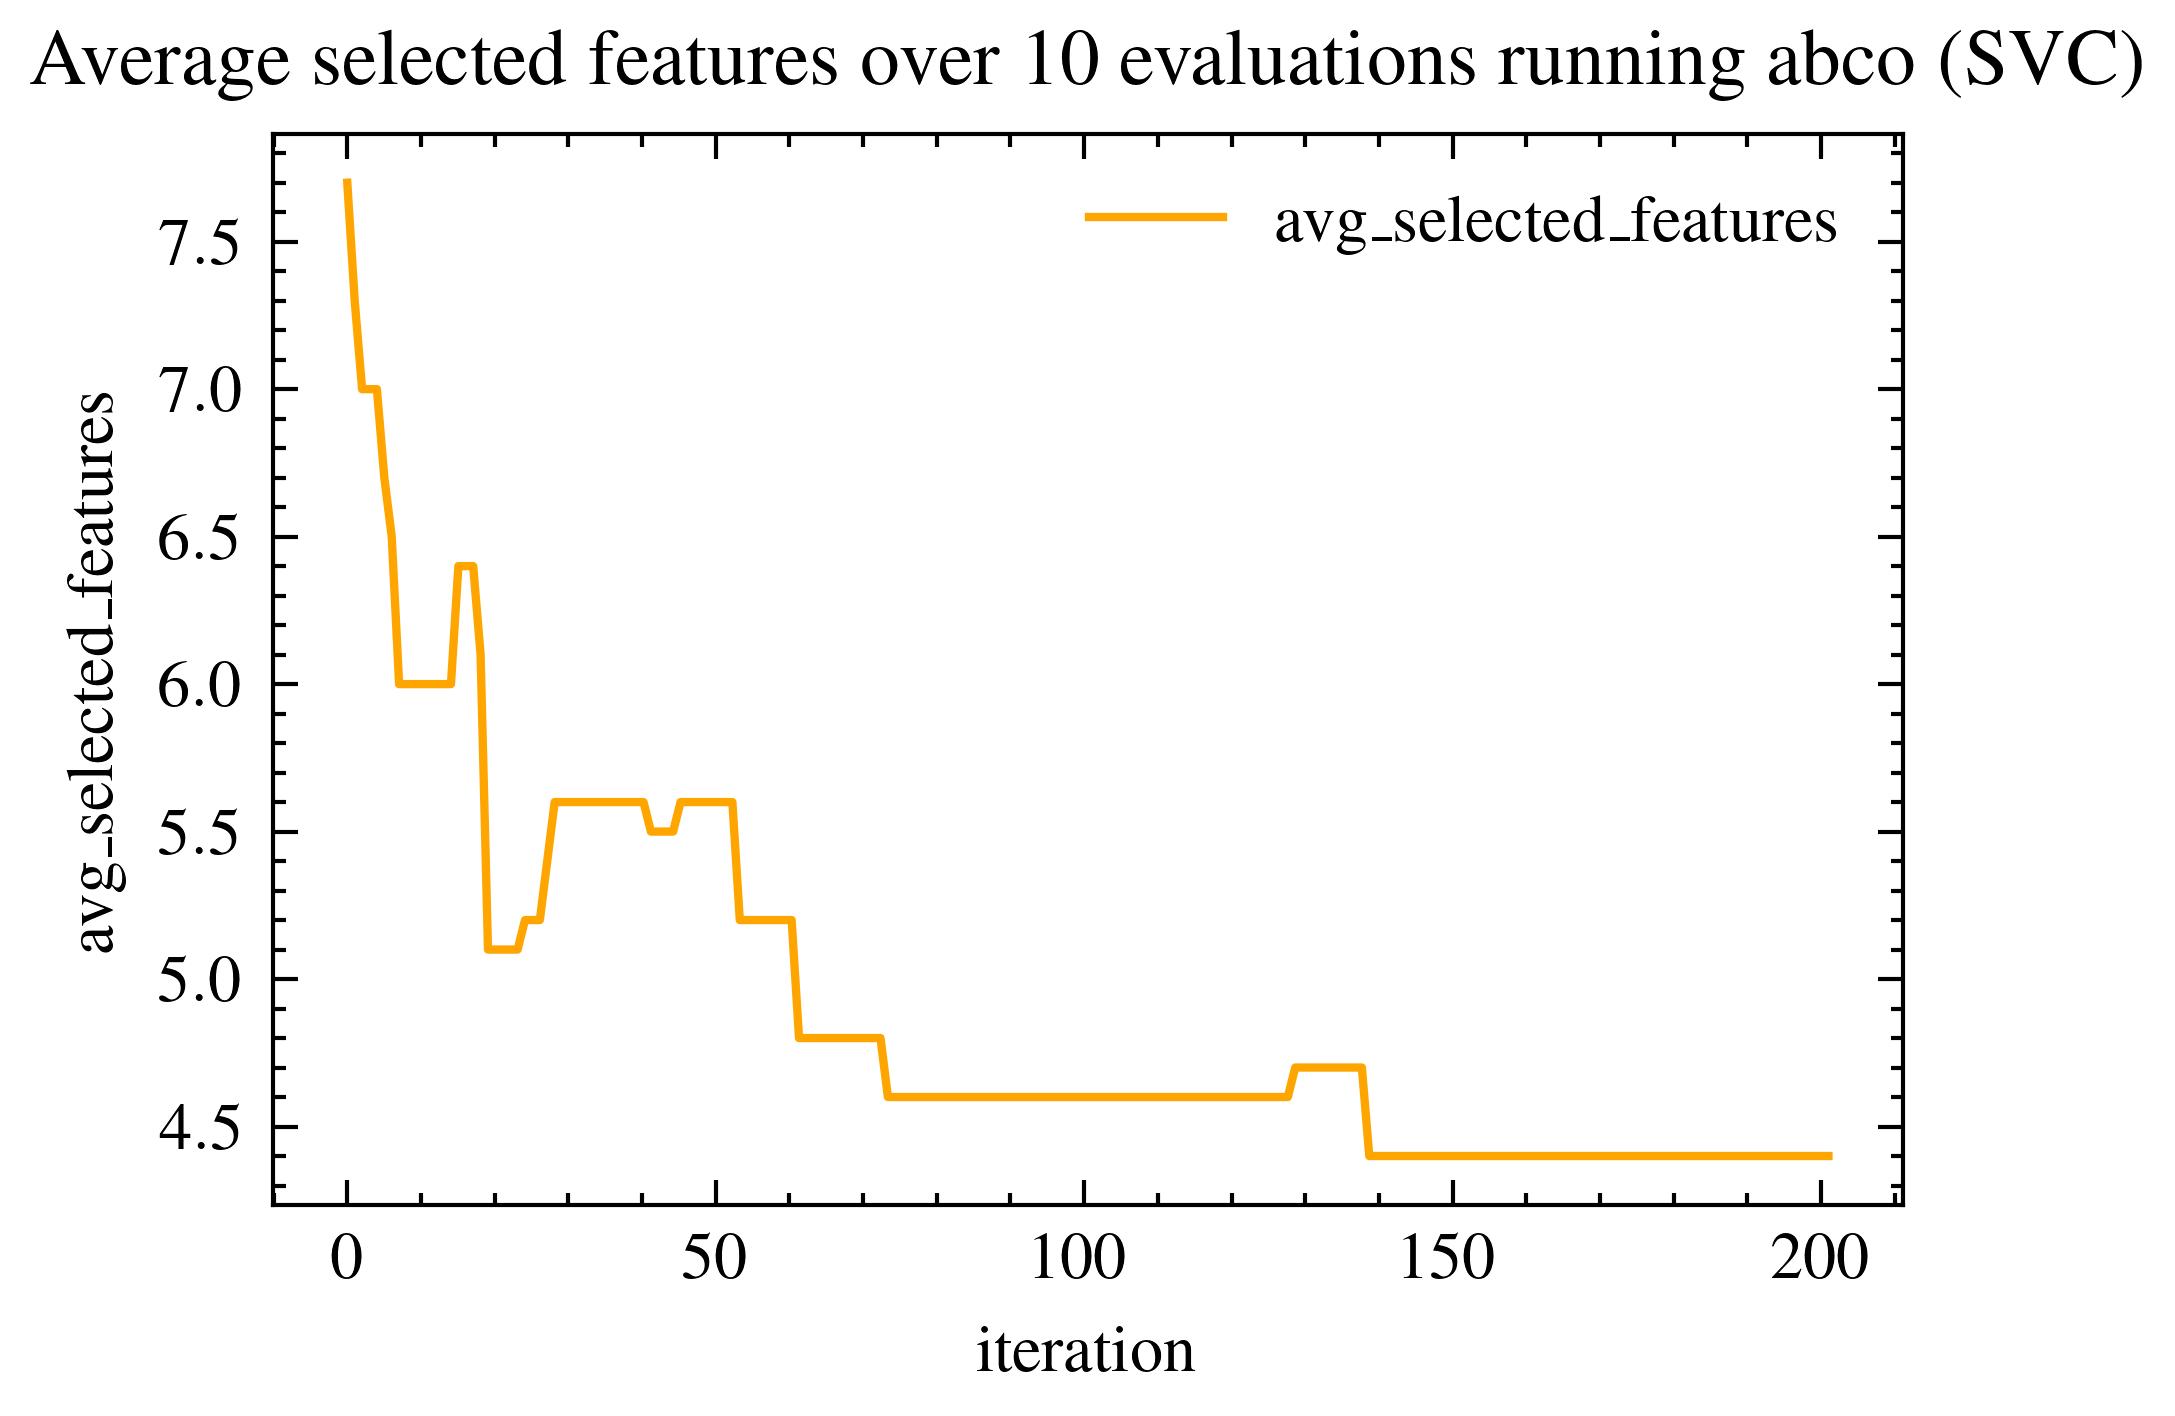 Average selected features over 10 evaluations running abco (SVC)
avg_selected_features
7.5
7.0
6.5
6.0
5.5
5.0
4.5
avg_selected_features
0 50 100 150 200
iteration